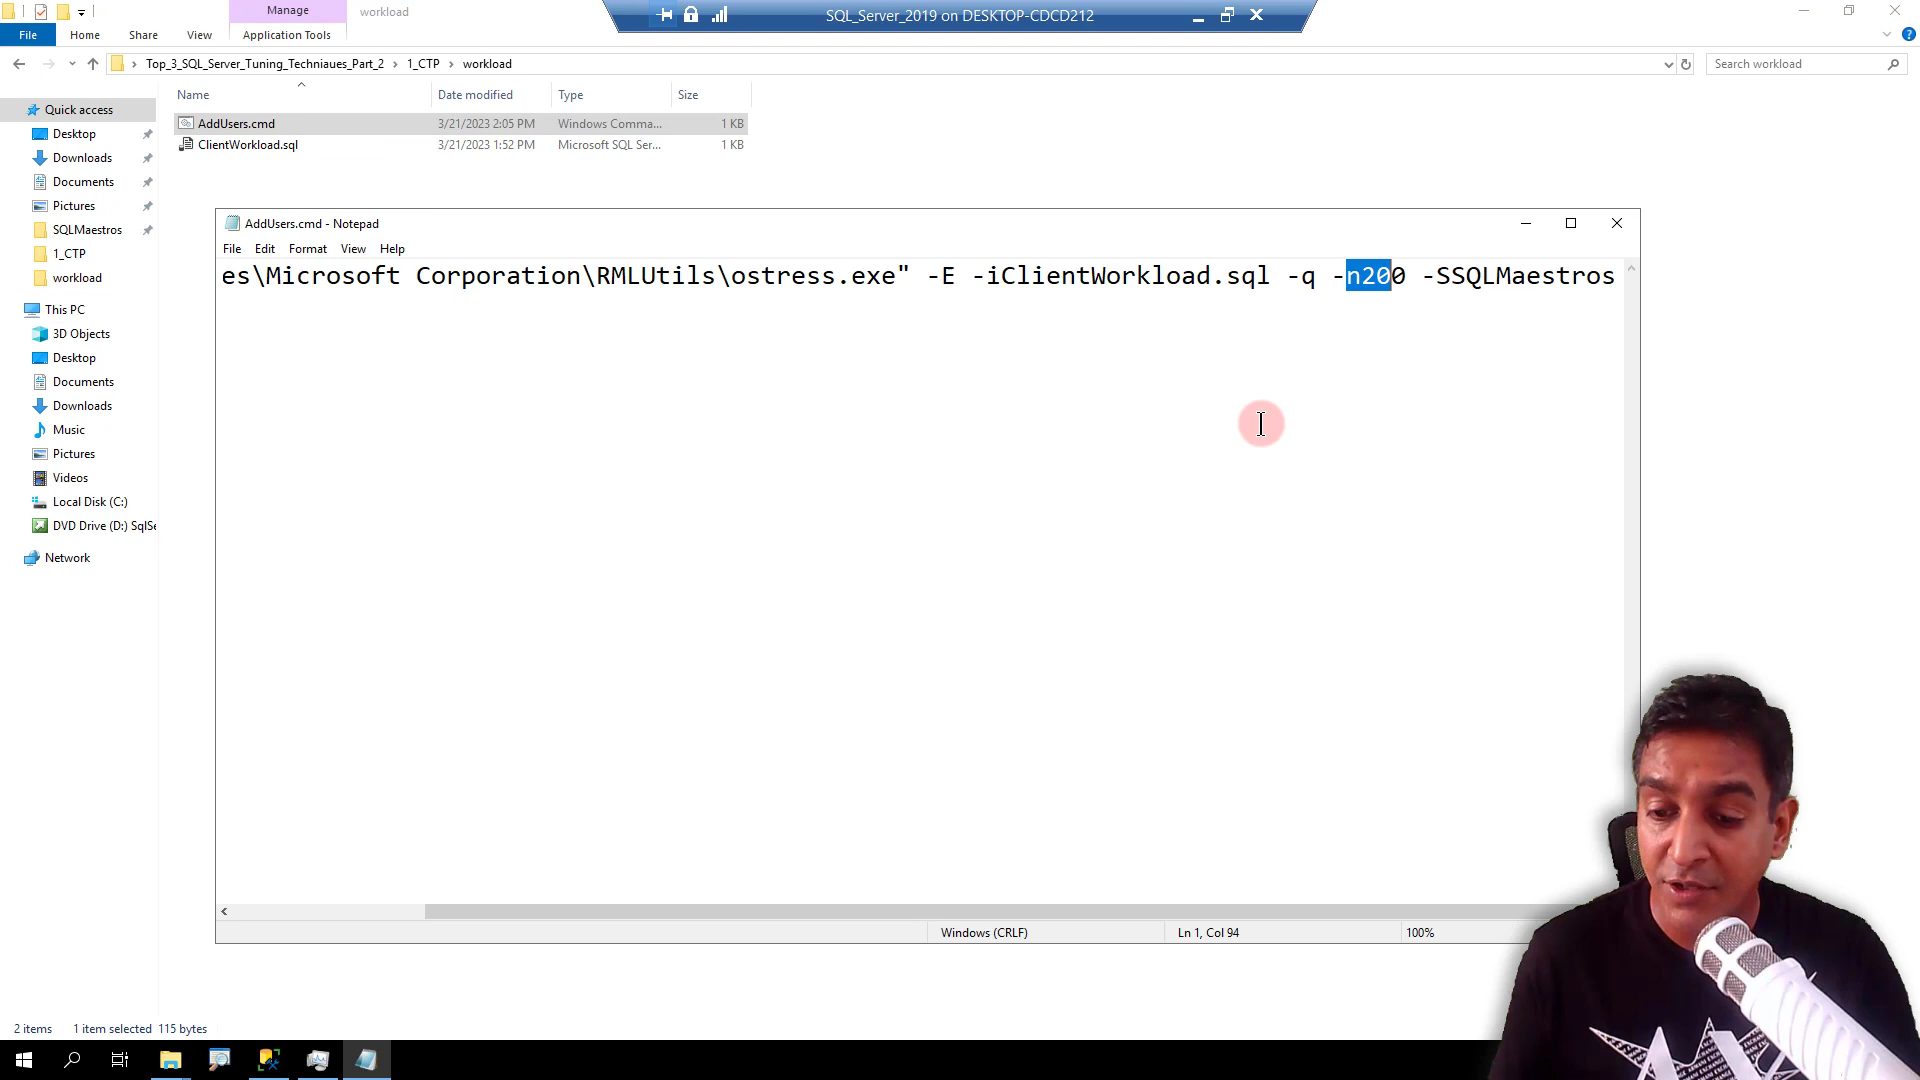 Manage
workload
SQL_Server_2019 on DESKTOP-CDCD212
File
Home
Share
View
Application Tools
Top_3_SQL_Server_Tuning_Techniaues_Part_2 > 1_CTP > workload
Search workload
Name
Date modified
Type
Size
AddUsers.cmd
3/21/2023 2:05 PM
Windows Comma...
1 KB
ClientWorkload.sql
3/21/2023 1:52 PM
Microsoft SQL Ser...
1 KB
Quick access
Desktop
Downloads
Documents
Pictures
SQLMaestros
1_CTP
workload
This PC
3D Objects
Desktop
Documents
Downloads
Music
Pictures
Videos
Local Disk (C:)
DVD Drive (D:) SqlSe
Network
AddUsers.cmd - Notepad
File
Edit
Format
View
Help
es\Microsoft Corporation\RMLUtils\ostress.exe" -E -iClientWorkload.sql -q -n200 -SSQLMaestros
Windows (CRLF)
Ln 1, Col 94
100%
2 items
1 item selected
115 bytes